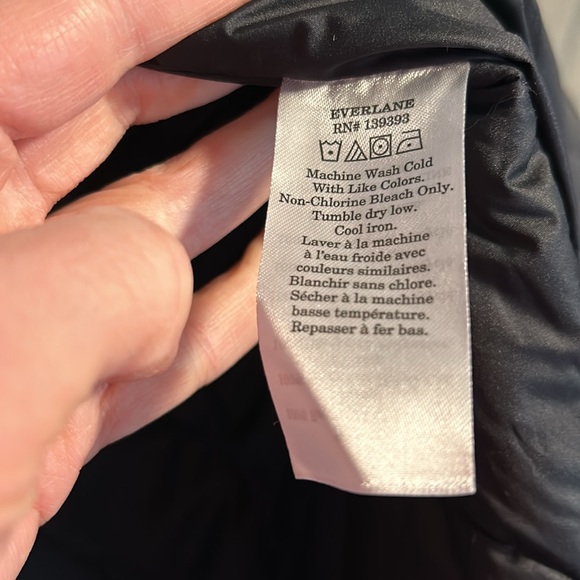 EVERLANE
RN# 139393
Machine Wash Cold
With Like Colors.
Non-Chlorine Bleach Only.
Tumble dry low.
Cool iron.
Laver à la machine
à l'eau froide avec
couleurs similaires.
Blanchir sans chlore.
Sécher à la machine
basse température.
Repasser à fer bas.